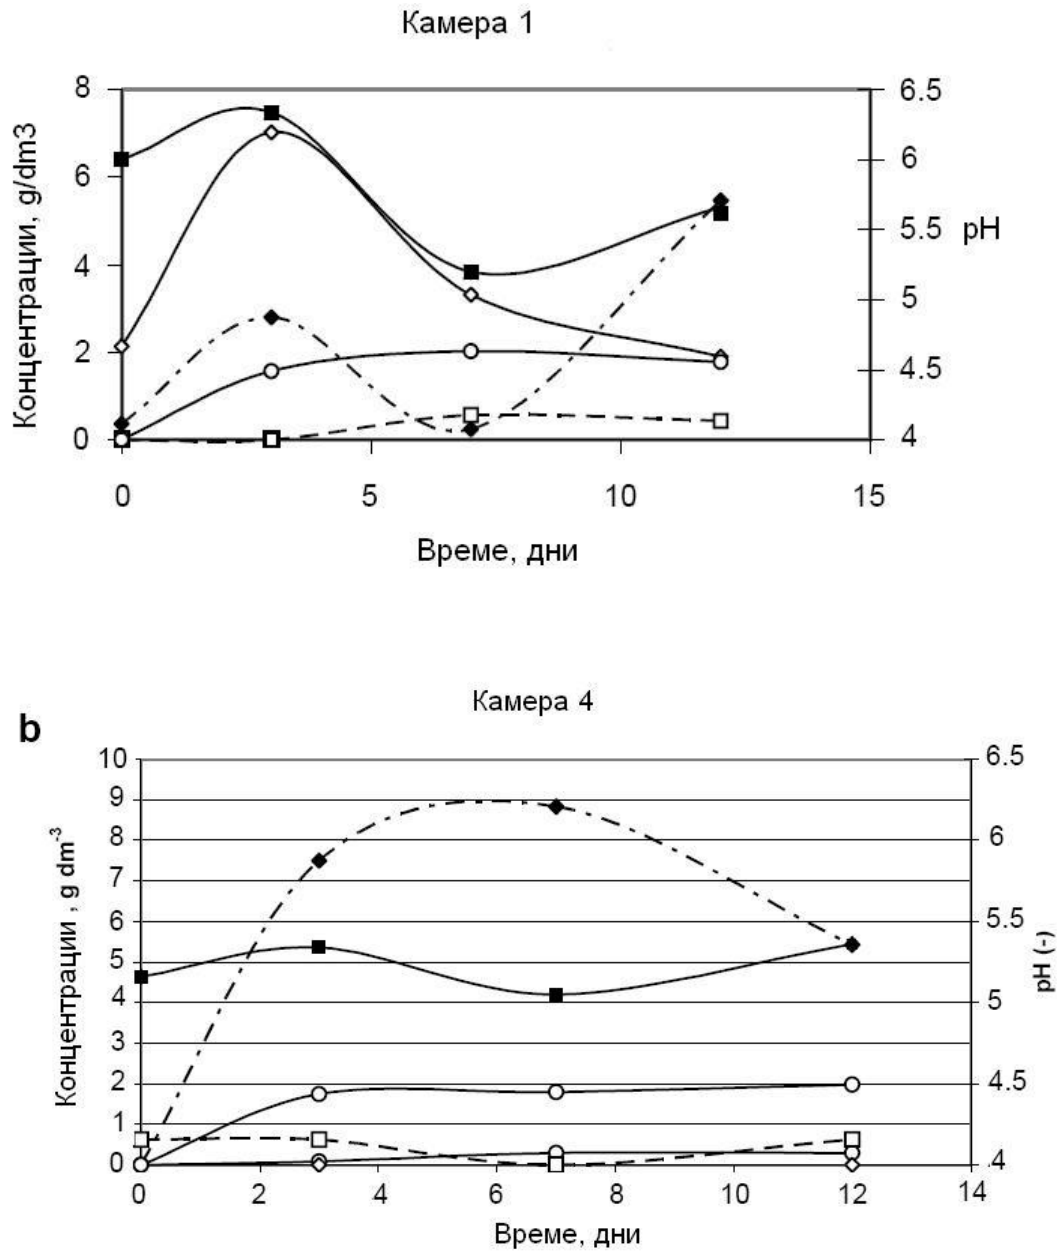 Камера 1
Концентрации, g/dm3
8
6
4
2
0
6.5
6
5.5
5
4.5
4
pH
0 5 10 15
Време, дни
Камера 4
b
Концентрации , g dm-3
10
9
8
7
6
5
4
3
2
1
0
6.5
6
5.5
5
4.5
.4
pH (-)
0 2 4 6 8 10 12 14
Време, дни